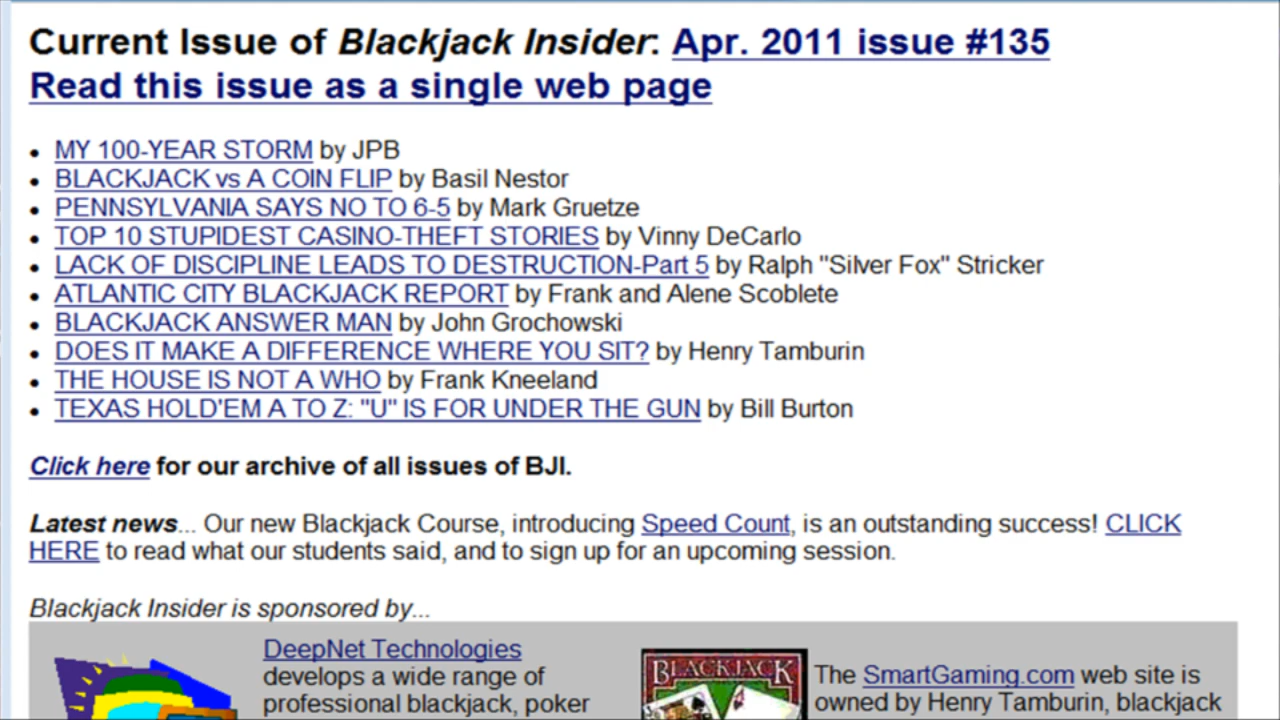 Current Issue of Blackjack Insider: Apr. 2011 issue #135
Read this issue as a single web page
• MY 100-YEAR STORM by JPB
• BLACKJACK vs A COIN FLIP by Basil Nestor
• PENNSYLVANIA SAYS NO TO 6-5 by Mark Gruetze
• TOP 10 STUPIDEST CASINO-THEFT STORIES by Vinny DeCarlo
• LACK OF DISCIPLINE LEADS TO DESTRUCTION-Part 5 by Ralph "Silver Fox" Stricker
• ATLANTIC CITY BLACKJACK REPORT by Frank and Alene Scoblete
• BLACKJACK ANSWER MAN by John Grochowski
• DOES IT MAKE A DIFFERENCE WHERE YOU SIT? by Henry Tamburin
• THE HOUSE IS NOT A WHO by Frank Kneeland
• TEXAS HOLD'EM A TO Z: "U" IS FOR UNDER THE GUN by Bill Burton
Click here for our archive of all issues of BJI.
Latest news... Our new Blackjack Course, introducing Speed Count, is an outstanding success! CLICK
HERE to read what our students said, and to sign up for an upcoming session.
Blackjack Insider is sponsored by...
DeepNet Technologies
develops a wide range of
professional blackjack, poker
BLACKJACK
The SmartGaming.com web site is
owned by Henry Tamburin, blackjack